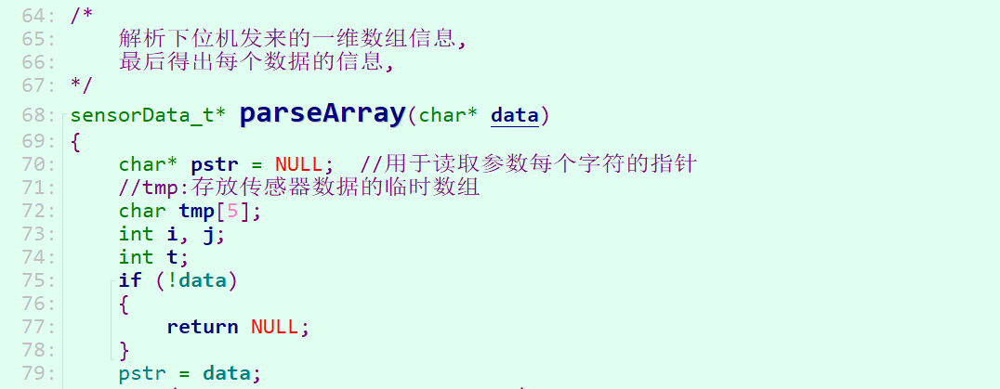 64: /*
65:     解析下位机发来的一维数组信息,
66:     最后得出每个数据的信息,
67: */
68: sensorData_t* parseArray(char* data)
69: {
70:     char* pstr = NULL;  //用于读取参数每个字符的指针
71:     //tmp:存放传感器数据的临时数组
72:     char tmp[5];
73:     int i, j;
74:     int t;
75:     if (!data)
76:     {
77:         return NULL;
78:     }
79:     pstr = data;